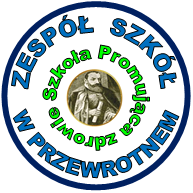 ZESPÓŁ SZKÓŁ
Szkoła Promująca zdrowie
W PRZEWROTNEM